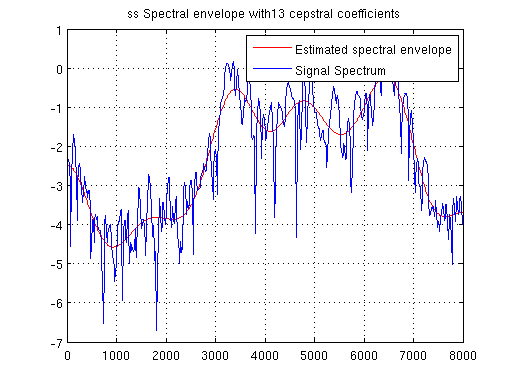 ss Spectral envelope with13 cepstral coefficients
Estimated spectral envelope
Signal Spectrum
1
0
-1
-2
-3
-4
-5
-6
-7
0 1000 2000 3000 4000 5000 6000 7000 8000